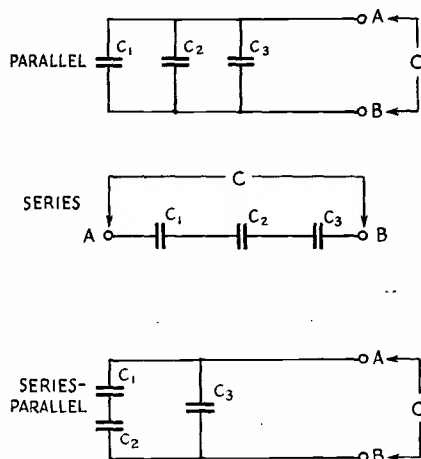 PARALLEL
C1 C2 C3
A
C
B
SERIES
C
A C1 C2 C3 B
SERIES-
PARALLEL
C1
C2
C3
A
C
B